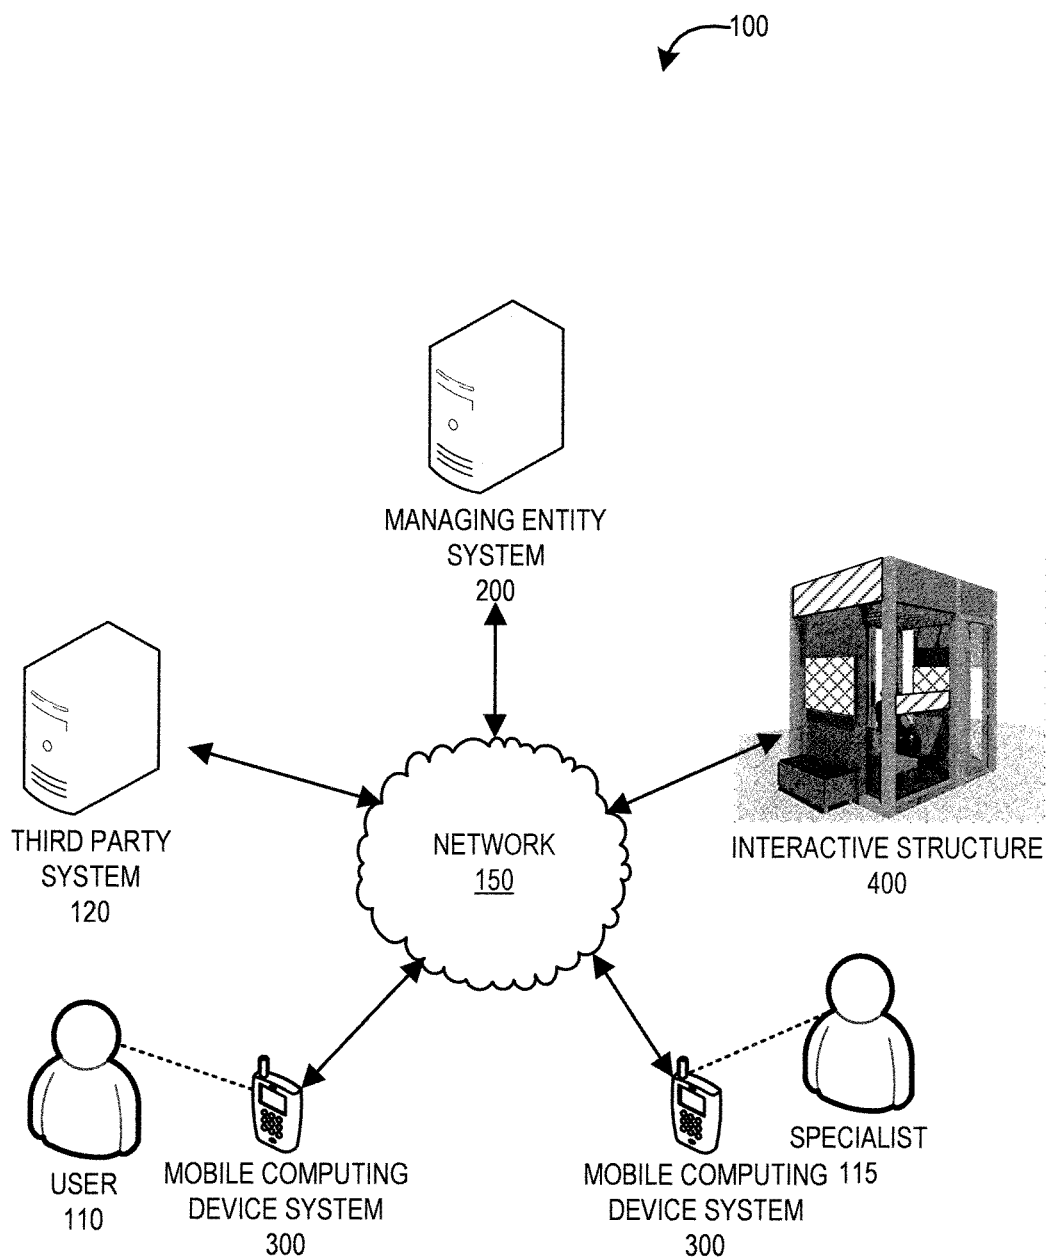 100
MANAGING ENTITY
SYSTEM
200
THIRD PARTY
SYSTEM
120
NETWORK
150
INTERACTIVE STRUCTURE
400
USER
110
MOBILE COMPUTING
DEVICE SYSTEM
300
MOBILE COMPUTING
DEVICE SYSTEM
300
SPECIALIST
115